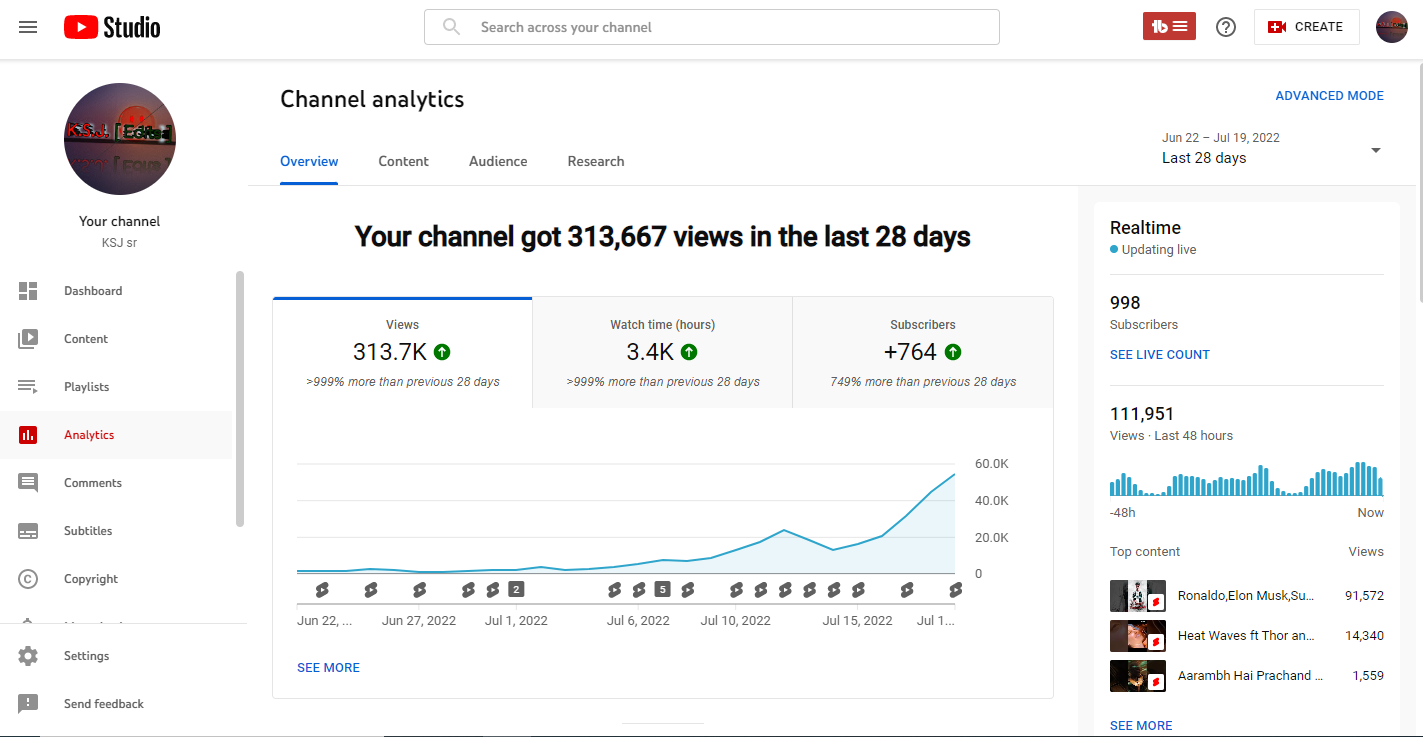 Studio
Search across your channel
CREATE
K.S.J. [Edited]
Your channel
KSJ sr
Dashboard
Content
Playlists
Analytics
Comments
Subtitles
Copyright
Settings
Send feedback
Channel analytics
ADVANCED MODE
Overview
Content
Audience
Research
Jun 22 – Jul 19, 2022
Last 28 days
Your channel got 313,667 views in the last 28 days
Views
313.7K
>999% more than previous 28 days
Watch time (hours)
3.4K
>999% more than previous 28 days
Subscribers
+764
749% more than previous 28 days
60.0K
40.0K
20.0K
0
2
5
Jun 22, ...
Jun 27, 2022
Jul 1, 2022
Jul 6, 2022
Jul 10, 2022
Jul 15, 2022
Jul 1...
SEE MORE
Realtime
Updating live
998
Subscribers
SEE LIVE COUNT
111,951
Views · Last 48 hours
-48h
Now
Top content
Views
Ronaldo,Elon Musk,Su...
91,572
Heat Waves ft Thor an...
14,340
Aarambh Hai Prachand ...
1,559
SEE MORE